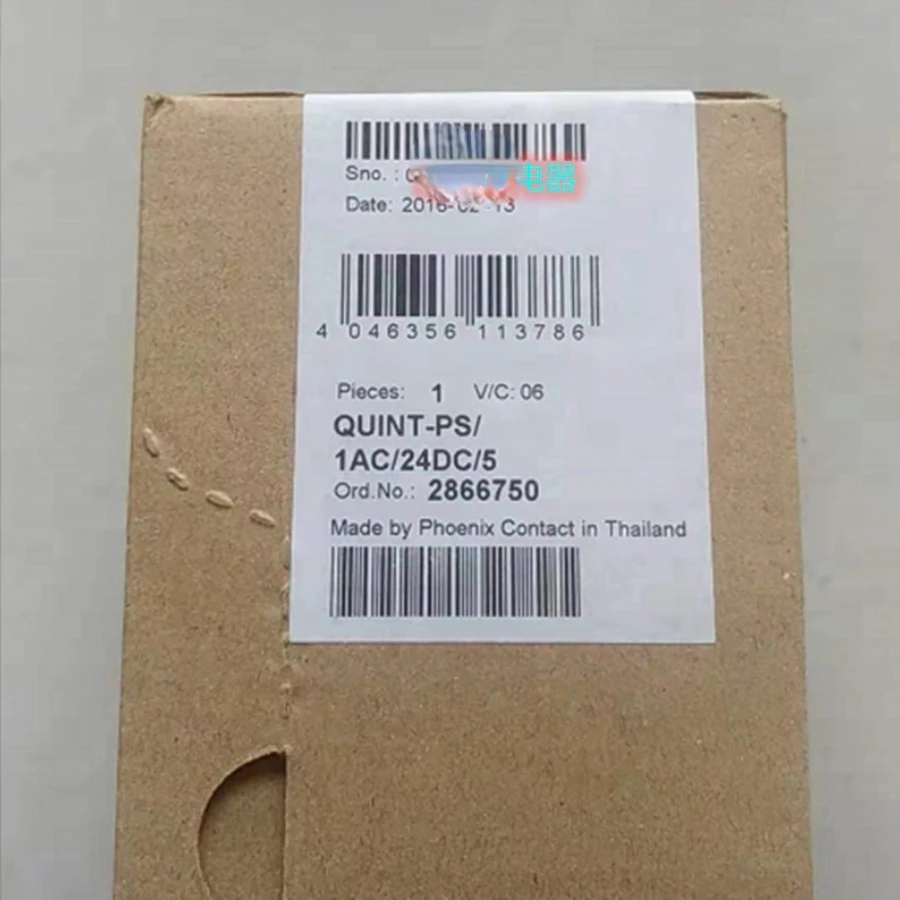 Sno. :
电器
Date: 2016-02-13
4 046356 113786
Pieces: 1 V/C: 06
QUINT-PS/
1AC/24DC/5
Ord.No.: 2866750
Made by Phoenix Contact in Thailand